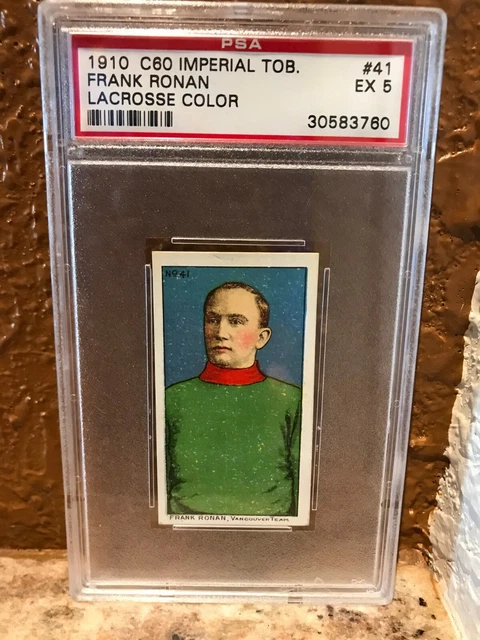 PSA
1910 C60 IMPERIAL TOB. #41
FRANK RONAN EX 5
LACROSSE COLOR
30583760
No 41
FRANK RONAN, VANCOUVER TEAM